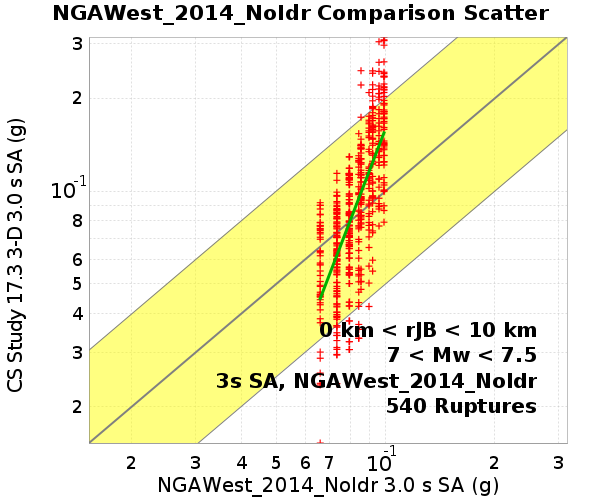 NGAWest_2014_NoIdr Comparison Scatter
CS Study 17.3 3-D 3.0 s SA (g)
3
2
10-1
8
6
5
4
3
2
0 km < rJB < 10 km
7 < Mw < 7.5
3s SA, NGAWest_2014_NoIdr
540 Ruptures
2 3 4 5 6 7 10-1 2 3
NGAWest_2014_NoIdr 3.0 s SA (g)